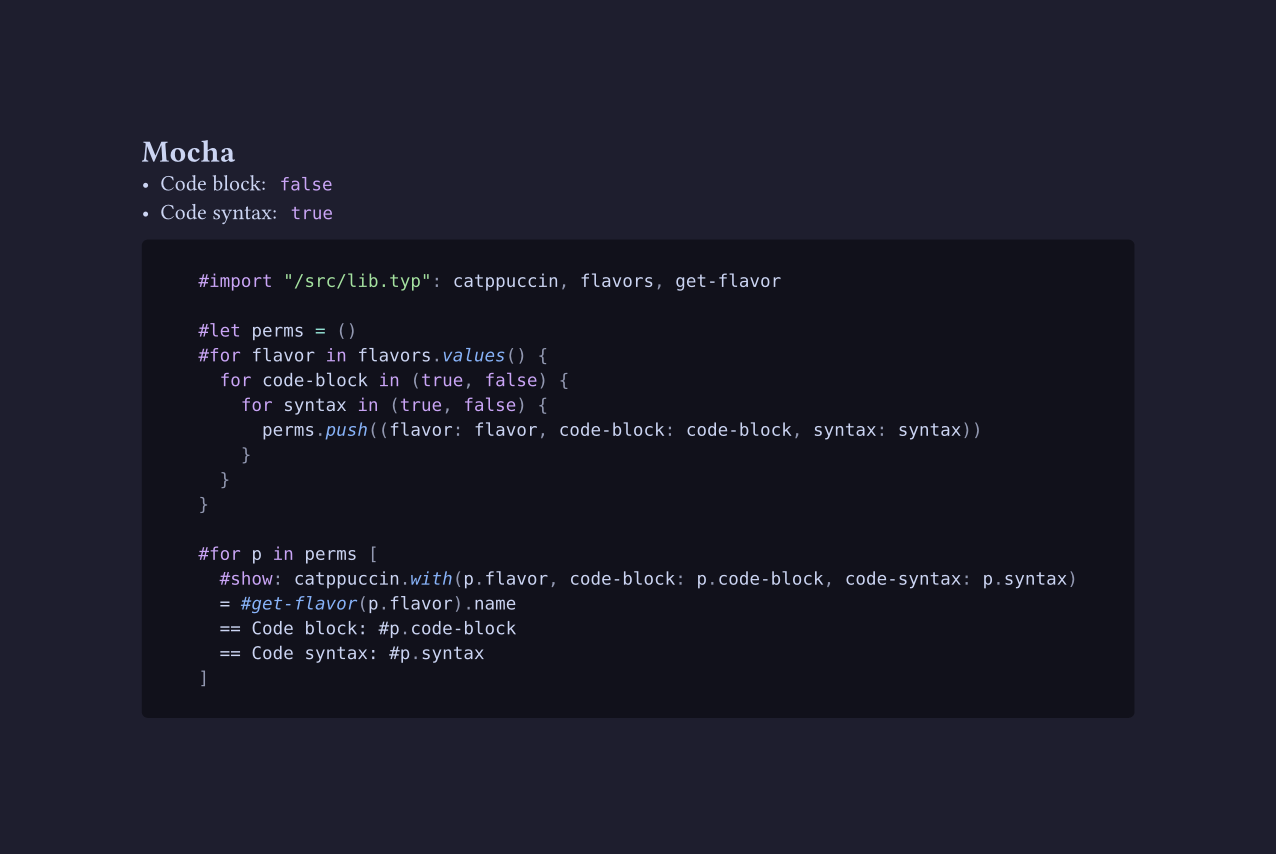 Mocha
• Code block: false
• Code syntax: true
#import "/src/lib.typ": catppuccin, flavors, get-flavor
#let perms = ()
#for flavor in flavors.values() {
  for code-block in (true, false) {
    for syntax in (true, false) {
      perms.push((flavor: flavor, code-block: code-block, syntax: syntax))
    }
  }
}
#for p in perms [
  #show: catppuccin.with(p.flavor, code-block: p.code-block, code-syntax: p.syntax)
  = #get-flavor(p.flavor).name
  == Code block: #p.code-block
  == Code syntax: #p.syntax
]